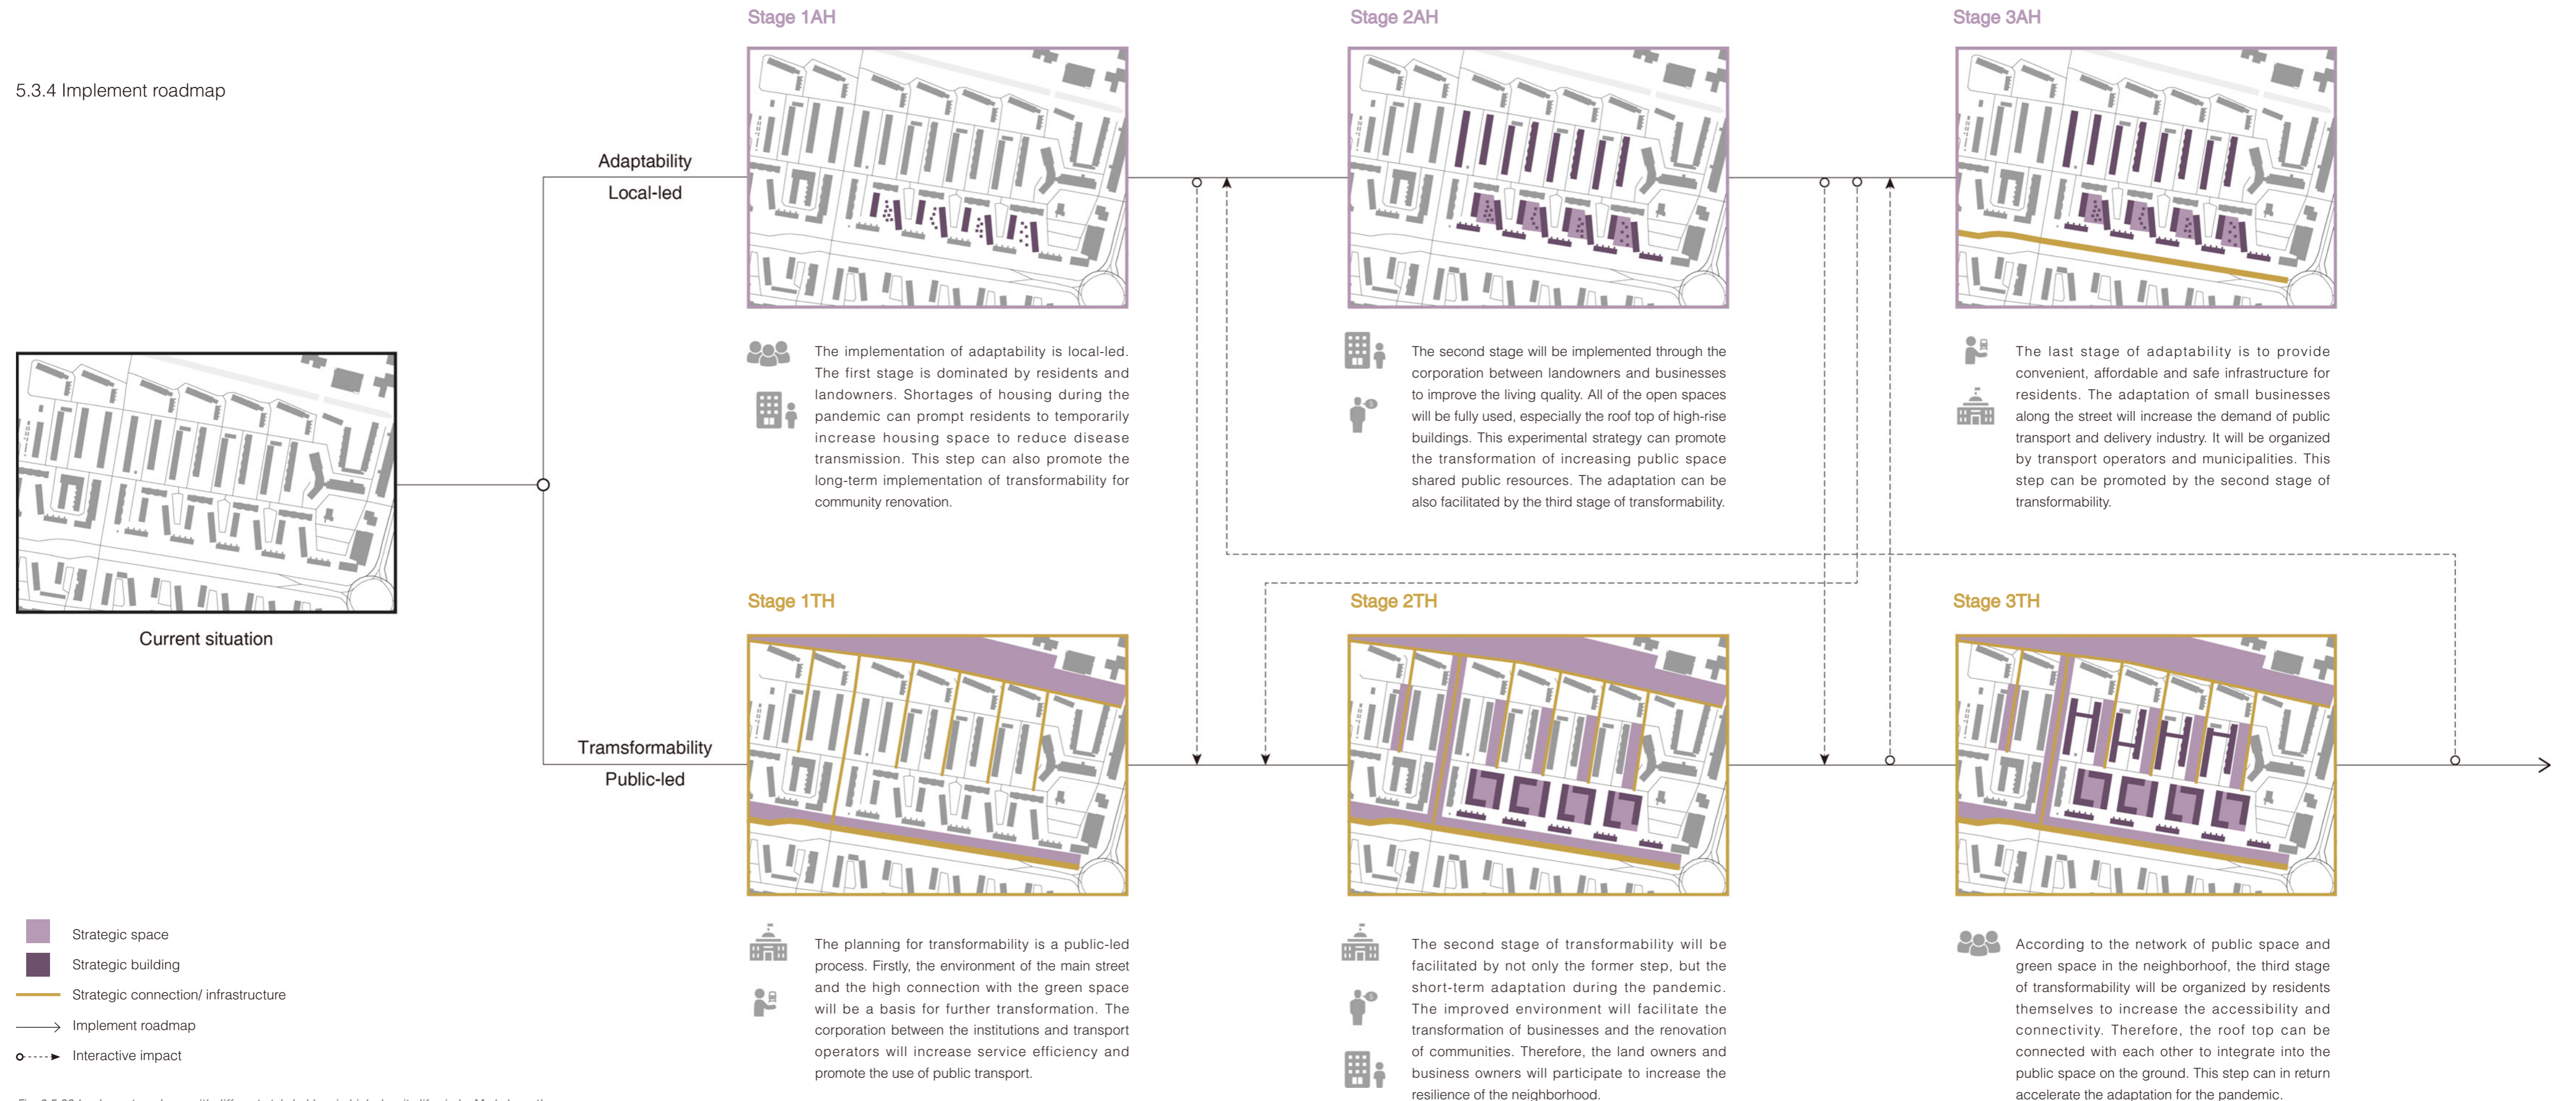 5.3.4 Implement roadmap
Current situation
Adaptability
Local-led
Tramsformability
Public-led
Stage 1AH
The implementation of adaptability is local-led.
The first stage is dominated by residents and
landowners. Shortages of housing during the
pandemic can prompt residents to temporarily
increase housing space to reduce disease
transmission. This step can also promote the
long-term implementation of transformability for
community renovation.
Stage 2AH
The second stage will be implemented through the
corporation between landowners and businesses
to improve the living quality. All of the open spaces
will be fully used, especially the roof top of high-rise
buildings. This experimental strategy can promote
the transformation of increasing public space
shared public resources. The adaptation can be
also facilitated by the third stage of transformability.
Stage 3AH
The last stage of adaptability is to provide
convenient, affordable and safe infrastructure for
residents. The adaptation of small businesses
along the street will increase the demand of public
transport and delivery industry. It will be organized
by transport operators and municipalities. This
step can be promoted by the second stage of
transformability.
Stage 1TH
The planning for transformability is a public-led
process. Firstly, the environment of the main street
and the high connection with the green space
will be a basis for further transformation. The
corporation between the institutions and transport
operators will increase service efficiency and
promote the use of public transport.
Stage 2TH
The second stage of transformability will be
facilitated by not only the former step, but the
short-term adaptation during the pandemic.
The improved environment will facilitate the
transformation of businesses and the renovation
of communities. Therefore, the land owners and
business owners will participate to increase the
resilience of the neighborhood.
Stage 3TH
According to the network of public space and
green space in the neighborhoof, the third stage
of transformability will be organized by residents
themselves to increase the accessibility and
connectivity. Therefore, the roof top can be
connected with each other to integrate into the
public space on the ground. This step can in return
accelerate the adaptation for the pandemic.
Strategic space
Strategic building
Strategic connection/ infrastructure
Implement roadmap
Interactive impact